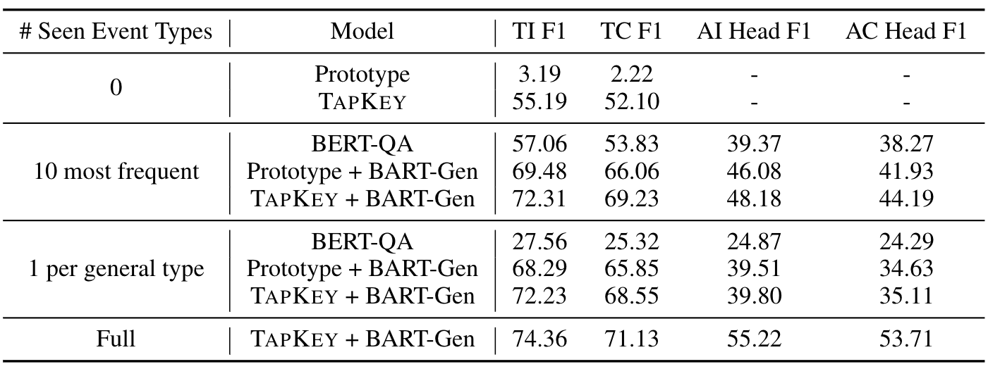 # Seen Event Types Model TI F1 TC F1 AI Head F1 AC Head F1
0 Prototype 3.19 2.22 - -
TAPKEY 55.19 52.10 - -
10 most frequent BERT-QA 57.06 53.83 39.37 38.27
Prototype + BART-Gen 69.48 66.06 46.08 41.93
TAPKEY + BART-Gen 72.31 69.23 48.18 44.19
1 per general type BERT-QA 27.56 25.32 24.87 24.29
Prototype + BART-Gen 68.29 65.85 39.51 34.63
TAPKEY + BART-Gen 72.23 68.55 39.80 35.11
Full TAPKEY + BART-Gen 74.36 71.13 55.22 53.71